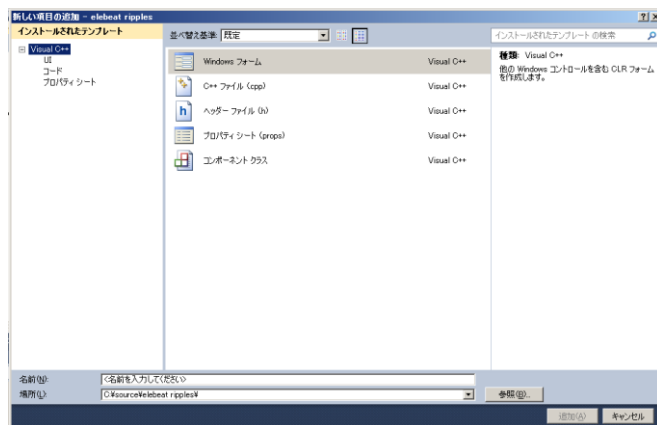 新しい項目の追加 - elebeat ripples
インストールされたテンプレート
Visual C++
UI
コード
プロパティ シート
並べ替え基準: 既定
Windows フォーム Visual C++
C++ ファイル (cpp) Visual C++
ヘッダー ファイル (h) Visual C++
プロパティ シート (props) Visual C++
コンポーネント クラス Visual C++
インストールされたテンプレート の検索
種類: Visual C++
他の Windows コントロールを含む CLR フォーム
を作成します。
名前(N): <名前を入力してください>
場所(L): C:¥source¥elebeat ripples¥
参照(B)...
追加(A) キャンセル